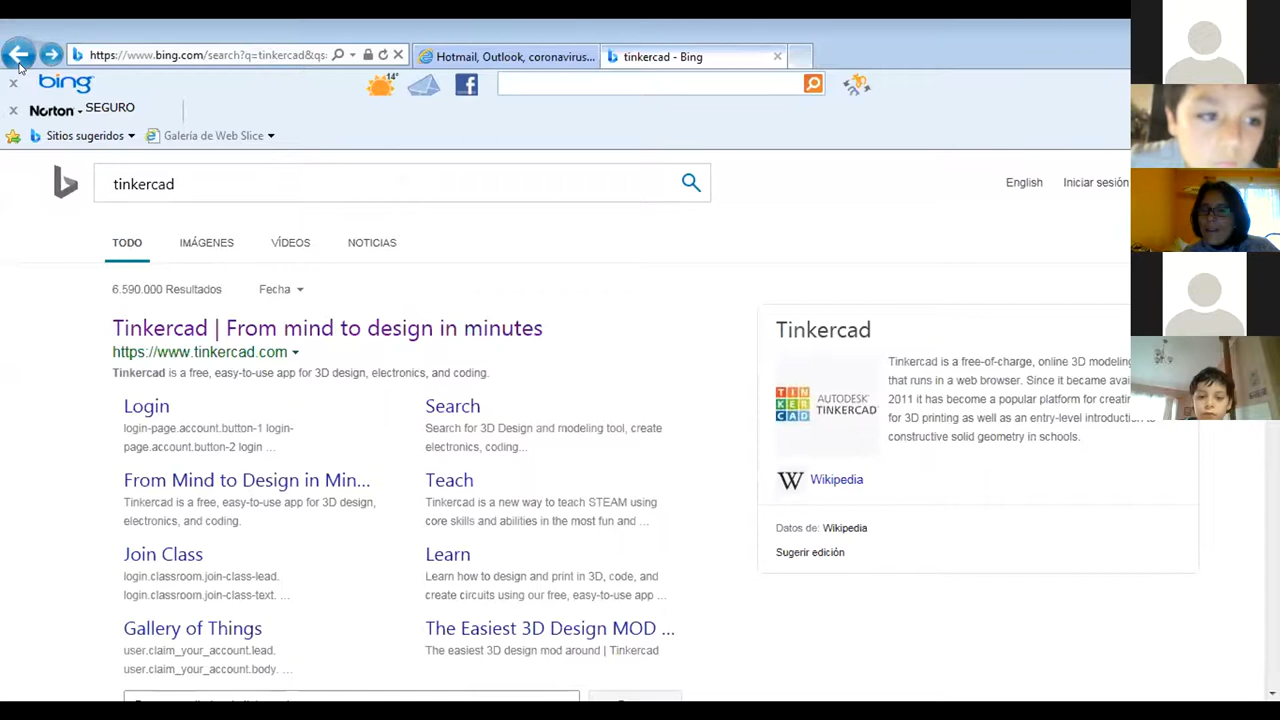 https://www.bing.com/search?q=tinkercad&qs
Hotmail, Outlook, coronavirus...
tinkercad - Bing
bing
14°
Norton
SEGURO
Sitios sugeridos
Galería de Web Slice
tinkercad
English
Iniciar sesión
TODO
IMÁGENES
VÍDEOS
NOTICIAS
6.590.000 Resultados
Fecha
Tinkercad | From mind to design in minutes
https://www.tinkercad.com
Tinkercad is a free, easy-to-use app for 3D design, electronics, and coding.
Login
login-page.account.button-1 login-
page.account.button-2 login ...
From Mind to Design in Min...
Tinkercad is a free, easy-to-use app for 3D design,
electronics, and coding.
Join Class
login.classroom.join-class-lead.
login.classroom.join-class-text. ...
Gallery of Things
user.claim_your_account.lead.
user.claim_your_account.body. ...
Search
Search for 3D Design and modeling tool, create
electronics, coding...
Teach
Tinkercad is a new way to teach STEAM using
core skills and abilities in the most fun and ...
Learn
Learn how to design and print in 3D, code, and
create circuits using our free, easy-to-use app ...
The Easiest 3D Design MOD ...
The easiest 3D design mod around | Tinkercad
Tinkercad
TIN
KER
CAD
AUTODESK
TINKERCAD
Tinkercad is a free-of-charge, online 3D modeling
that runs in a web browser. Since it became avai
2011 it has become a popular platform for creatin
for 3D printing as well as an entry-level introduction to
constructive solid geometry in schools.
W Wikipedia
Datos de: Wikipedia
Sugerir edición